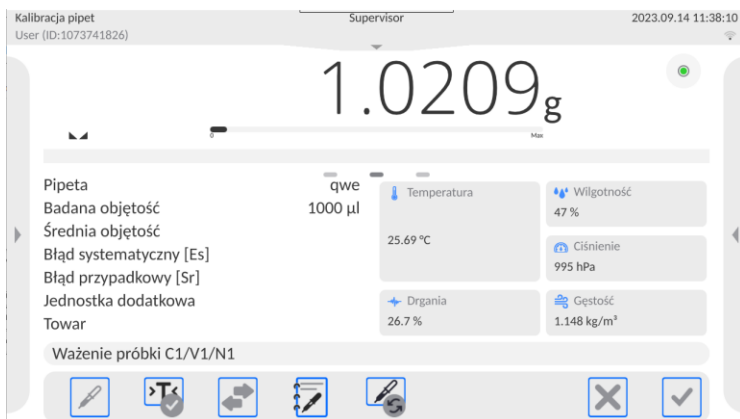 Kalibracja pipet Supervisor 2023.09.14 11:38:10
User (ID:1073741826)
1.0209g
0 Max
Pipeta qwe
Badana objętość 1000 µl
Średnia objętość
Błąd systematyczny [Es]
Błąd przypadkowy [Sr]
Jednostka dodatkowa
Towar
Temperatura
25.69 °C
Wilgotność
47 %
Ciśnienie
995 hPa
Drgania
26.7 %
Gęstość
1.148 kg/m³
Ważenie próbki C1/V1/N1
>T<